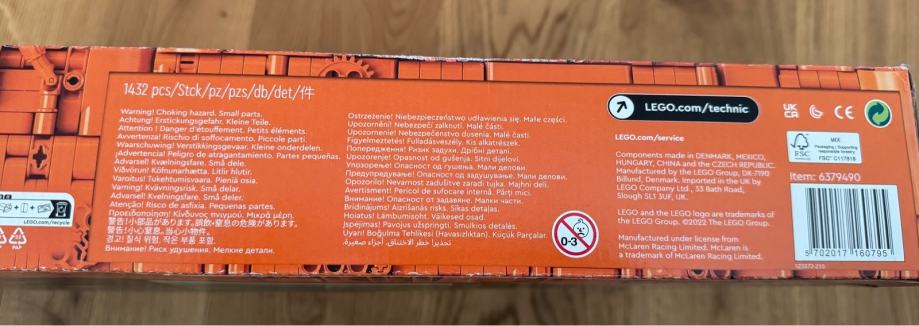 1432 pcs/Stck/pz/pzs/db/det/件
Warning! Choking hazard. Small parts.
Achtung! Erstickungsgefahr. Kleine Teile.
Attention ! Danger d'étouffement. Petits éléments.
Avvertenza! Rischio di soffocamento. Piccole parti.
Waarschuwing! Verstikkingsgevaar. Kleine onderdelen.
¡Advertencia! Peligro de atragantamiento. Partes pequeñas.
Advarsel! Kvælningsfare. Små dele.
Viðvörun! Köfnunarhætta. Litlir hlutir.
Varoitus! Tukehtumisvaara. Pieniä osia.
Varning! Kvävningsrisk. Små delar.
Advarsel! Kvelningsfare. Små deler.
Atenção! Risco de asfixia. Pequenas partes.
Προειδοποίηση! Κίνδυνος πνιγμού. Μικρά μέρη.
警告! 小部品があります。誤飲の危険があります。
警告! 小心窒息。当心小物件。
경고! 질식 위험. 작은 부품 포함.
Внимание! Риск удушения. Мелкие детали.
Ostrzeżenie! Niebezpieczeństwo udławienia się. Małe części.
Upozornění! Nebezpečí zalknutí. Malé části.
Upozornenie! Nebezpečenstvo dusenia. Malé časti.
Figyelmeztetés! Fulladásveszély. Kis alkatrészek.
Попередження! Ризик задухи. Дрібні деталі.
Upozorenje! Opasnost od gušenja. Sitni dijelovi.
Упозорење! Опасност од гушења. Мали делови.
Предупредување! Опасност од задушување. Мали делови.
Opozorilo! Nevarnost zadušitve zaradi tujka. Majhni deli.
Avertisment! Pericol de sufocare internă. Părți mici.
Внимание! Опасност от задавяне. Малки части.
Brīdinājums! Aizrīšanās risks. Sīkas detaļas.
Hoiatus! Lämbumisoht. Väikesed osad.
Įspėjimas! Pavojus užspringti. Smulkios detalės.
Uyarı! Boğulma Tehlikesi (Havasızlıktan). Küçük Parçalar.
تحذير! خطر الاختناق. أجزاء صغيرة.
0-3
LEGO.com/technic
UK
CA
CE
LEGO.com/service
Components made in DENMARK, MEXICO,
HUNGARY, CHINA and the CZECH REPUBLIC.
Manufactured by the LEGO Group, DK-7190
Billund, Denmark. Imported in the UK by
LEGO Company Ltd., 33 Bath Road,
Slough SL1 3UF, UK.
LEGO and the LEGO logo are trademarks of
the LEGO Group. ©2022 The LEGO Group.
Manufactured under license from
McLaren Racing Limited. McLaren is
a trademark of McLaren Racing Limited.
FSC
MIX
Packaging | Supporting
responsible forestry
FSC® C117818
Item: 6379490
5 702017 160795
LEGO.com/recycle
PAP